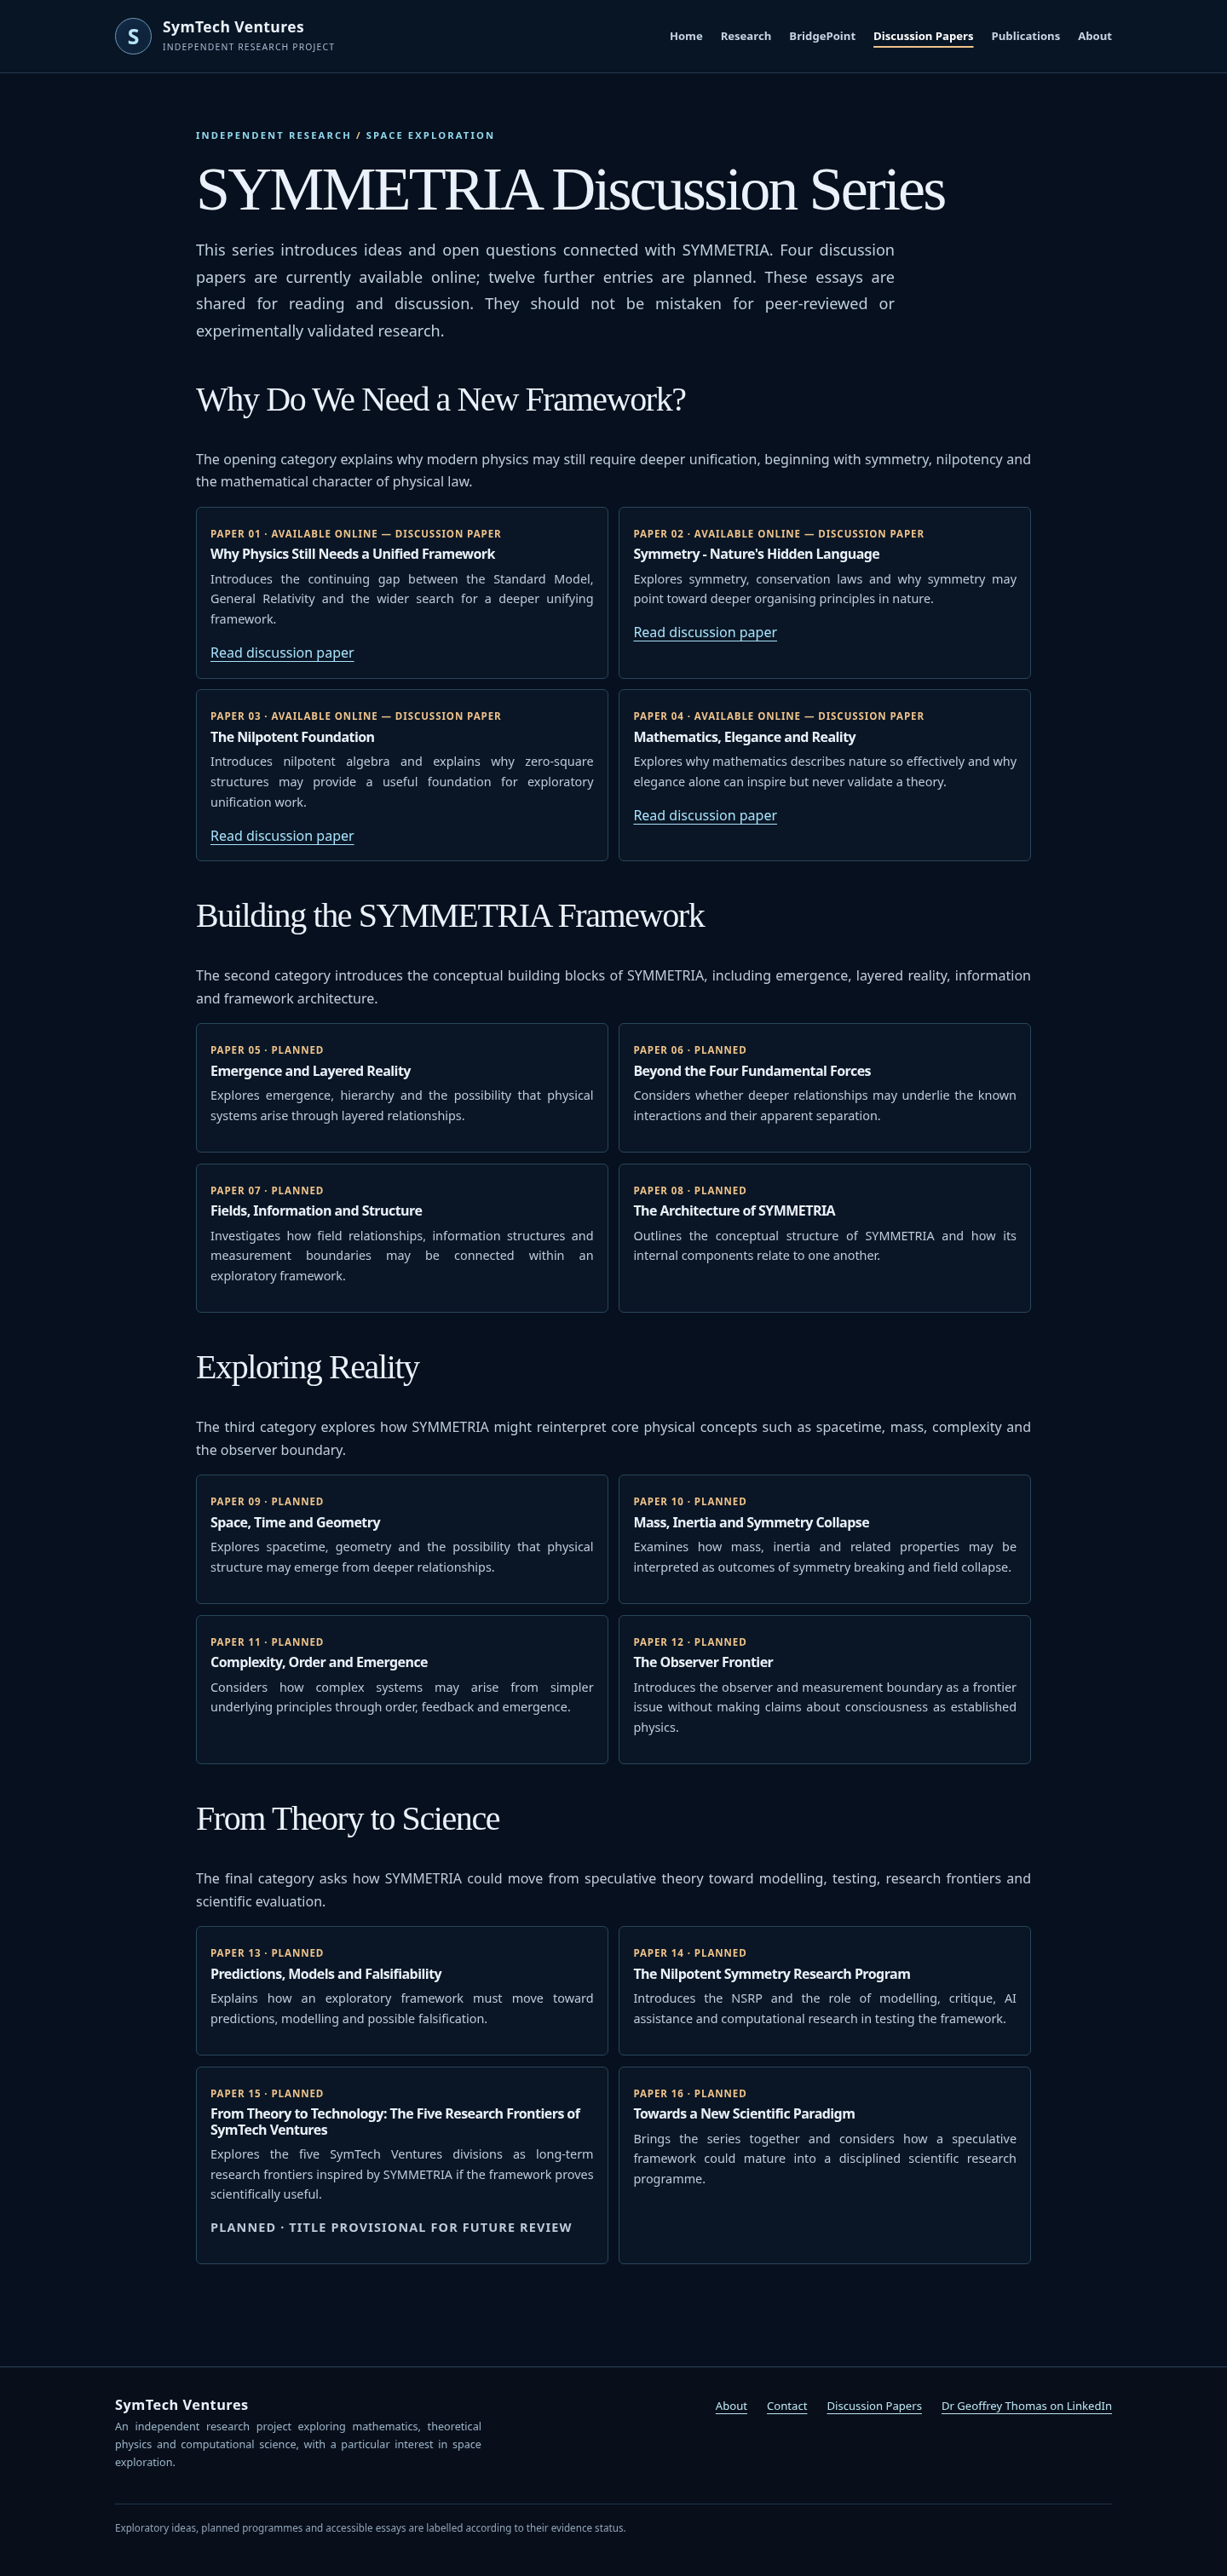 S
SymTech Ventures
INDEPENDENT RESEARCH PROJECT
Home Research BridgePoint Discussion Papers Publications About
INDEPENDENT RESEARCH / SPACE EXPLORATION
SYMMETRIA Discussion Series
This series introduces ideas and open questions connected with SYMMETRIA. Four discussion
papers are currently available online; twelve further entries are planned. These essays are
shared for reading and discussion. They should not be mistaken for peer-reviewed or
experimentally validated research.
Why Do We Need a New Framework?
The opening category explains why modern physics may still require deeper unification, beginning with symmetry, nilpotency and
the mathematical character of physical law.
PAPER 01 · AVAILABLE ONLINE — DISCUSSION PAPER
Why Physics Still Needs a Unified Framework
Introduces the continuing gap between the Standard Model,
General Relativity and the wider search for a deeper unifying
framework.
Read discussion paper
PAPER 02 · AVAILABLE ONLINE — DISCUSSION PAPER
Symmetry - Nature's Hidden Language
Explores symmetry, conservation laws and why symmetry may
point toward deeper organising principles in nature.
Read discussion paper
PAPER 03 · AVAILABLE ONLINE — DISCUSSION PAPER
The Nilpotent Foundation
Introduces nilpotent algebra and explains why zero-square
structures may provide a useful foundation for exploratory
unification work.
Read discussion paper
PAPER 04 · AVAILABLE ONLINE — DISCUSSION PAPER
Mathematics, Elegance and Reality
Explores why mathematics describes nature so effectively and why
elegance alone can inspire but never validate a theory.
Read discussion paper
Building the SYMMETRIA Framework
The second category introduces the conceptual building blocks of SYMMETRIA, including emergence, layered reality, information
and framework architecture.
PAPER 05 · PLANNED
Emergence and Layered Reality
Explores emergence, hierarchy and the possibility that physical
systems arise through layered relationships.
PAPER 06 · PLANNED
Beyond the Four Fundamental Forces
Considers whether deeper relationships may underlie the known
interactions and their apparent separation.
PAPER 07 · PLANNED
Fields, Information and Structure
Investigates how field relationships, information structures and
measurement boundaries may be connected within an
exploratory framework.
PAPER 08 · PLANNED
The Architecture of SYMMETRIA
Outlines the conceptual structure of SYMMETRIA and how its
internal components relate to one another.
Exploring Reality
The third category explores how SYMMETRIA might reinterpret core physical concepts such as spacetime, mass, complexity and
the observer boundary.
PAPER 09 · PLANNED
Space, Time and Geometry
Explores spacetime, geometry and the possibility that physical
structure may emerge from deeper relationships.
PAPER 10 · PLANNED
Mass, Inertia and Symmetry Collapse
Examines how mass, inertia and related properties may be
interpreted as outcomes of symmetry breaking and field collapse.
PAPER 11 · PLANNED
Complexity, Order and Emergence
Considers how complex systems may arise from simpler
underlying principles through order, feedback and emergence.
PAPER 12 · PLANNED
The Observer Frontier
Introduces the observer and measurement boundary as a frontier
issue without making claims about consciousness as established
physics.
From Theory to Science
The final category asks how SYMMETRIA could move from speculative theory toward modelling, testing, research frontiers and
scientific evaluation.
PAPER 13 · PLANNED
Predictions, Models and Falsifiability
Explains how an exploratory framework must move toward
predictions, modelling and possible falsification.
PAPER 14 · PLANNED
The Nilpotent Symmetry Research Program
Introduces the NSRP and the role of modelling, critique, AI
assistance and computational research in testing the framework.
PAPER 15 · PLANNED
From Theory to Technology: The Five Research Frontiers of
SymTech Ventures
Explores the five SymTech Ventures divisions as long-term
research frontiers inspired by SYMMETRIA if the framework proves
scientifically useful.
PLANNED · TITLE PROVISIONAL FOR FUTURE REVIEW
PAPER 16 · PLANNED
Towards a New Scientific Paradigm
Brings the series together and considers how a speculative
framework could mature into a disciplined scientific research
programme.
SymTech Ventures
An independent research project exploring mathematics, theoretical
physics and computational science, with a particular interest in space
exploration.
About Contact Discussion Papers Dr Geoffrey Thomas on LinkedIn
Exploratory ideas, planned programmes and accessible essays are labelled according to their evidence status.